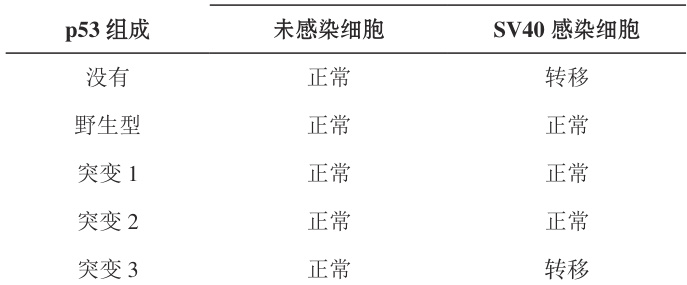 p53 组成 未感染细胞 SV40 感染细胞
没有 正常 转移
野生型 正常 正常
突变 1 正常 正常
突变 2 正常 正常
突变 3 正常 转移